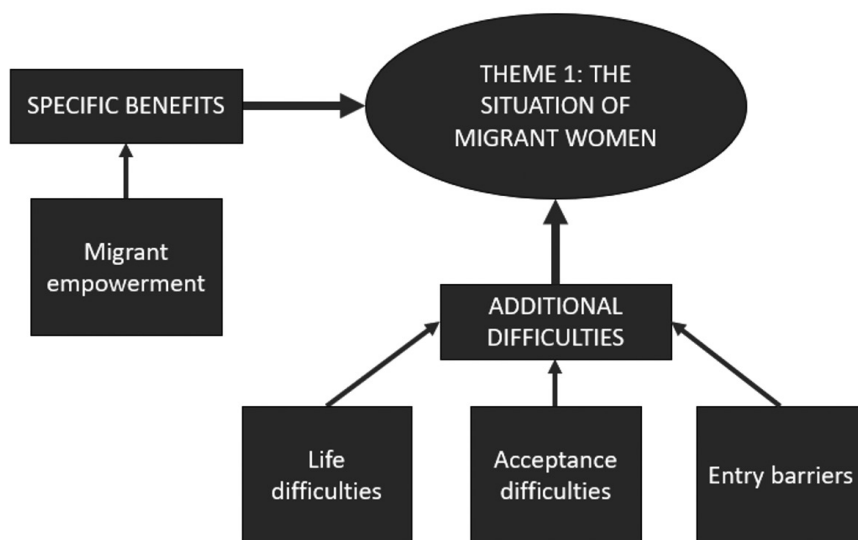 THEME 1: THE
SITUATION OF
MIGRANT WOMEN
SPECIFIC BENEFITS
Migrant
empowerment
ADDITIONAL
DIFFICULTIES
Life
difficulties
Acceptance
difficulties
Entry barriers